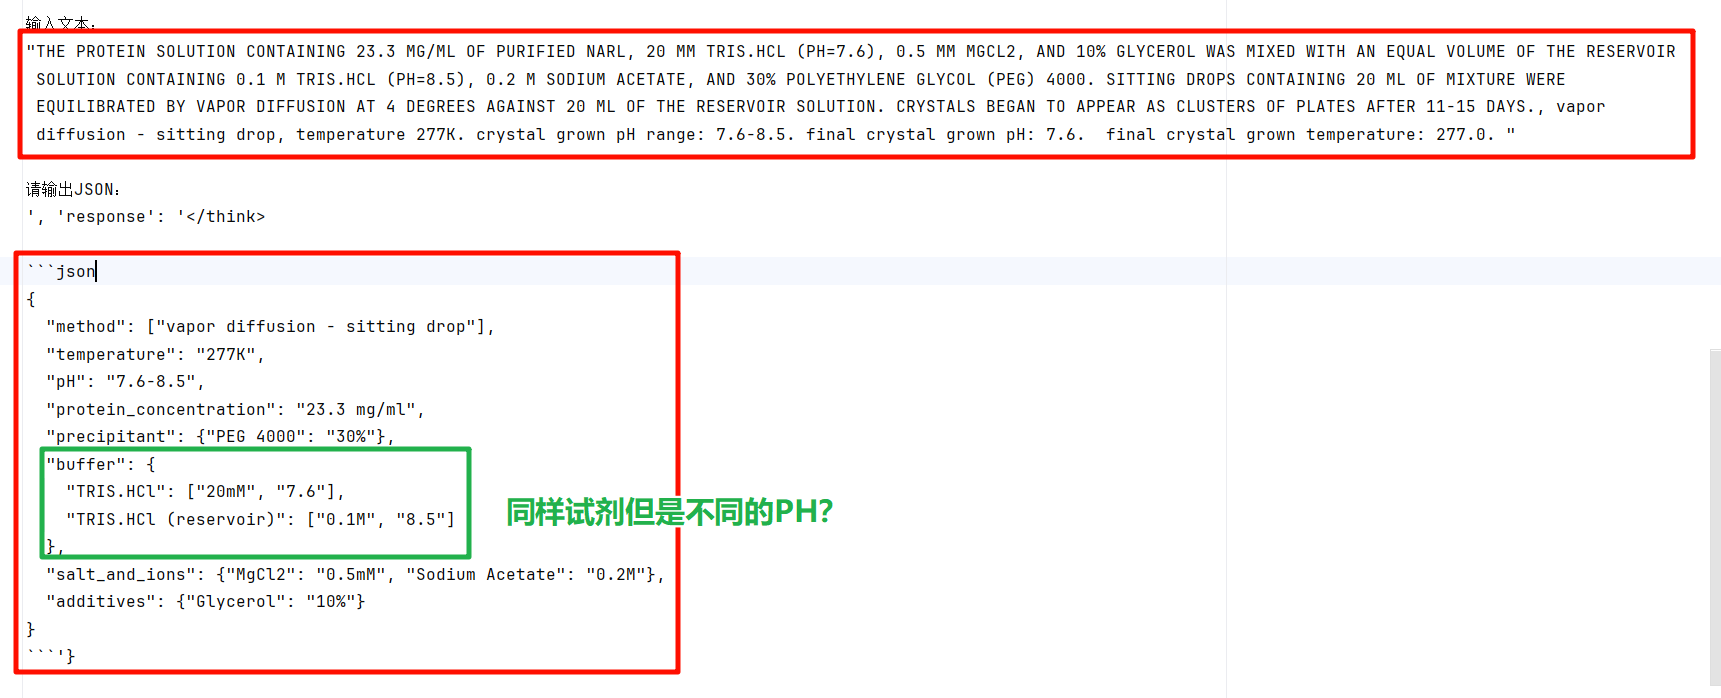 输入文本:
"THE PROTEIN SOLUTION CONTAINING 23.3 MG/ML OF PURIFIED NARL, 20 MM TRIS.HCL (PH=7.6), 0.5 MM MGCL2, AND 10% GLYCEROL WAS MIXED WITH AN EQUAL VOLUME OF THE RESERVOIR
SOLUTION CONTAINING 0.1 M TRIS.HCL (PH=8.5), 0.2 M SODIUM ACETATE, AND 30% POLYETHYLENE GLYCOL (PEG) 4000. SITTING DROPS CONTAINING 20 ML OF MIXTURE WERE
EQUILIBRATED BY VAPOR DIFFUSION AT 4 DEGREES AGAINST 20 ML OF THE RESERVOIR SOLUTION. CRYSTALS BEGAN TO APPEAR AS CLUSTERS OF PLATES AFTER 11-15 DAYS., vapor
diffusion - sitting drop, temperature 277K. crystal grown pH range: 7.6-8.5. final crystal grown pH: 7.6.  final crystal grown temperature: 277.0. "
请输出JSON:
', 'response': '</think>
```json
{
"method": ["vapor diffusion - sitting drop"],
"temperature": "277K",
"pH": "7.6-8.5",
"protein_concentration": "23.3 mg/ml",
"precipitant": {"PEG 4000": "30%"},
"buffer": {
"TRIS.HCl": ["20mM", "7.6"],
"TRIS.HCl (reservoir)": ["0.1M", "8.5"]
同样试剂但是不同的PH?
},
"salt_and_ions": {"MgCl2": "0.5mM", "Sodium Acetate": "0.2M"},
"additives": {"Glycerol": "10%"}
}
```'}